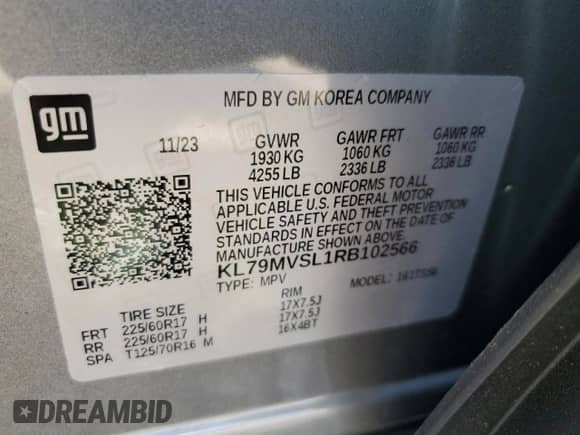 gm
MFD BY GM KOREA COMPANY
11/23 GVWR GAWR FRT GAWR RR
1930 KG 1060 KG 1060 KG
4255 LB 2336 LB 2336 LB
THIS VEHICLE CONFORMS TO ALL
APPLICABLE U.S. FEDERAL MOTOR
VEHICLE SAFETY AND THEFT PREVENTION
STANDARDS IN EFFECT ON THE DATE OF
MANUFACTURE SHOWN ABOVE.
KL79MVSL1RB102566
TYPE: MPV MODEL:
TIRE SIZE RIM
FRT 225/60R17 H 17X7.5J
RR 225/60R17 H 17X7.5J
SPA T125/70R16 M 16X4BT
DREAMBID